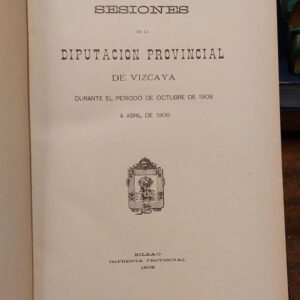 SESIONES
DE LA
DIPUTACION PROVINCIAL
DE VIZCAYA
DURANTE EL PERIODO DE OCTUBRE DE 1908
A ABRIL DE 1909
BILBAO
IMPRENTA PROVINCIAL
1909